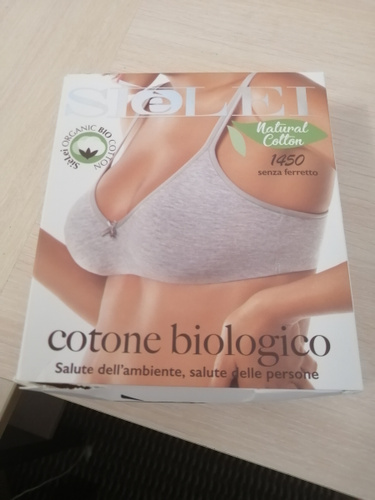 SIèLEI
SièLei ORGANIC BIO COTTON
Natural
Cotton
1450
senza ferretto
cotone biologico
Salute dell'ambiente, salute delle persone